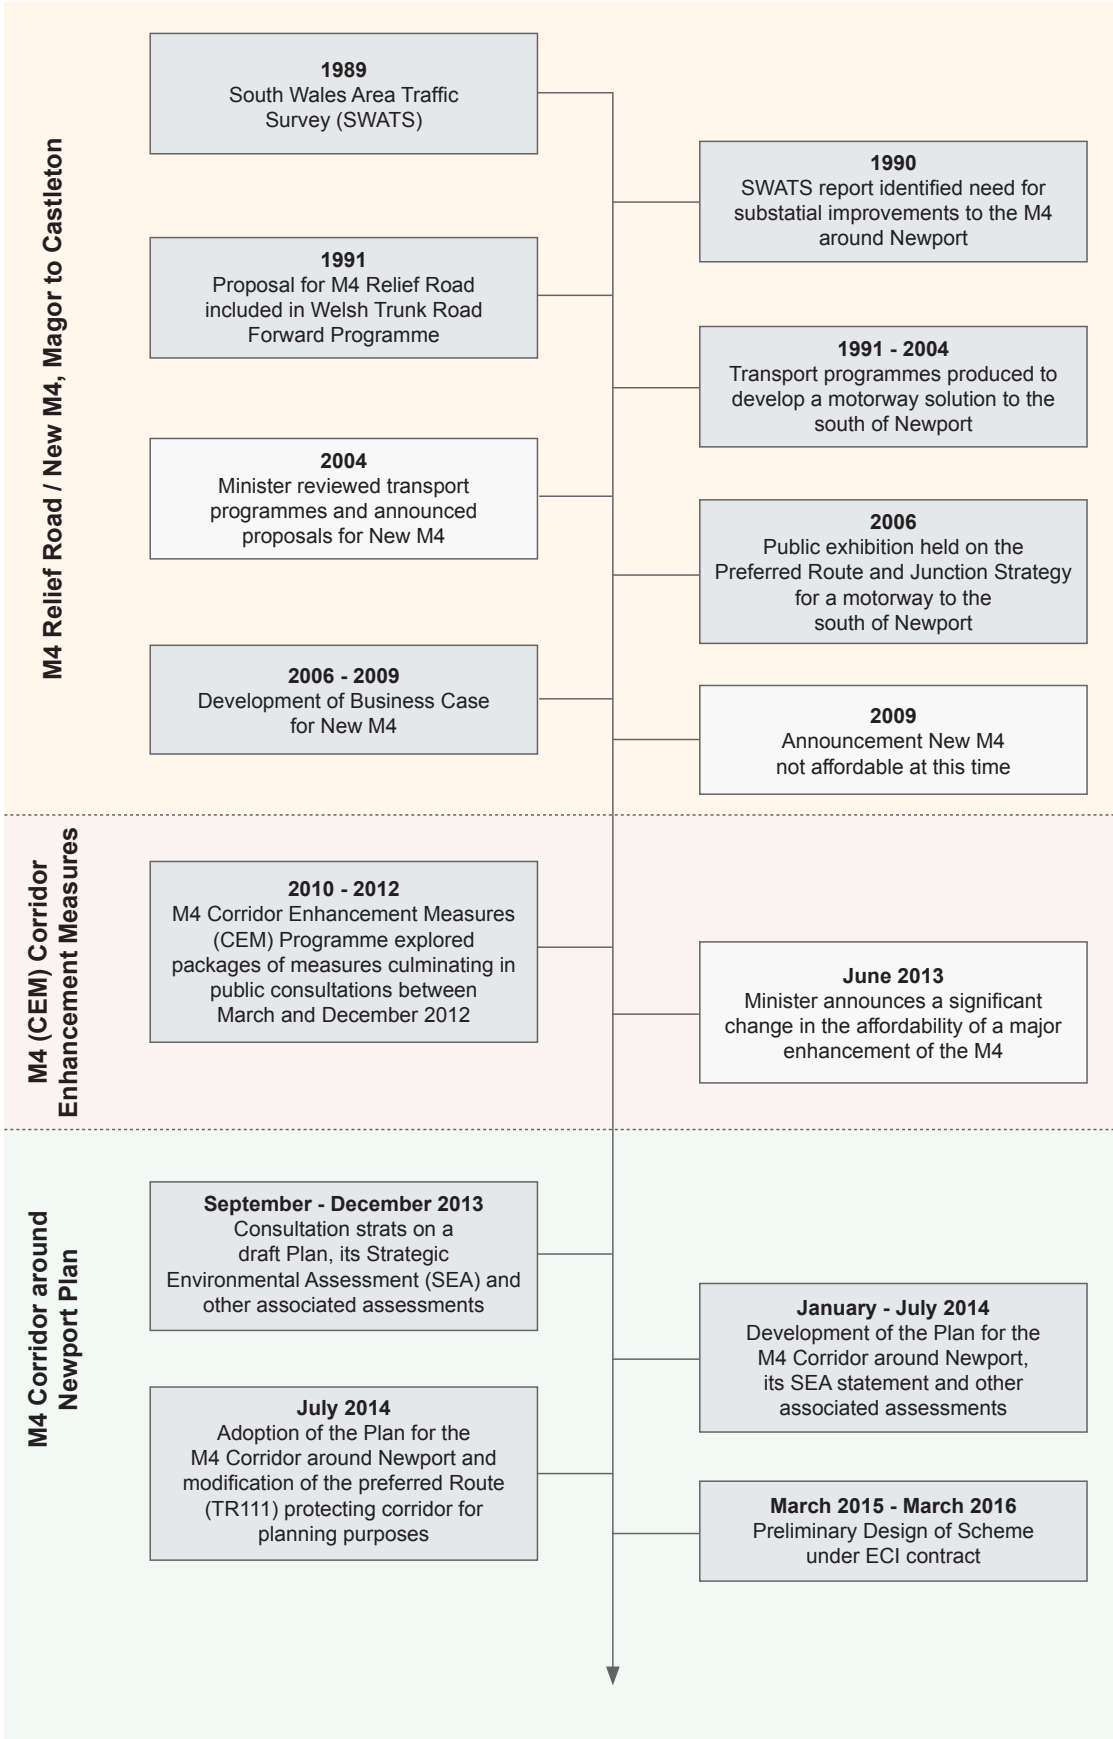 M4 Relief Road / New M4, Magor to Castleton
1989
South Wales Area Traffic
Survey (SWATS)
1990
SWATS report identified need for
substatial improvements to the M4
around Newport
1991
Proposal for M4 Relief Road
included in Welsh Trunk Road
Forward Programme
1991 - 2004
Transport programmes produced to
develop a motorway solution to the
south of Newport
2004
Minister reviewed transport
programmes and announced
proposals for New M4
2006
Public exhibition held on the
Preferred Route and Junction Strategy
for a motorway to the
south of Newport
2006 - 2009
Development of Business Case
for New M4
2009
Announcement New M4
not affordable at this time
M4 (CEM) Corridor
Enhancement Measures
2010 - 2012
M4 Corridor Enhancement Measures
(CEM) Programme explored
packages of measures culminating in
public consultations between
March and December 2012
June 2013
Minister announces a significant
change in the affordability of a major
enhancement of the M4
M4 Corridor around
Newport Plan
September - December 2013
Consultation strats on a
draft Plan, its Strategic
Environmental Assessment (SEA) and
other associated assessments
January - July 2014
Development of the Plan for the
M4 Corridor around Newport,
its SEA statement and other
associated assessments
July 2014
Adoption of the Plan for the
M4 Corridor around Newport and
modification of the preferred Route
(TR111) protecting corridor for
planning purposes
March 2015 - March 2016
Preliminary Design of Scheme
under ECI contract